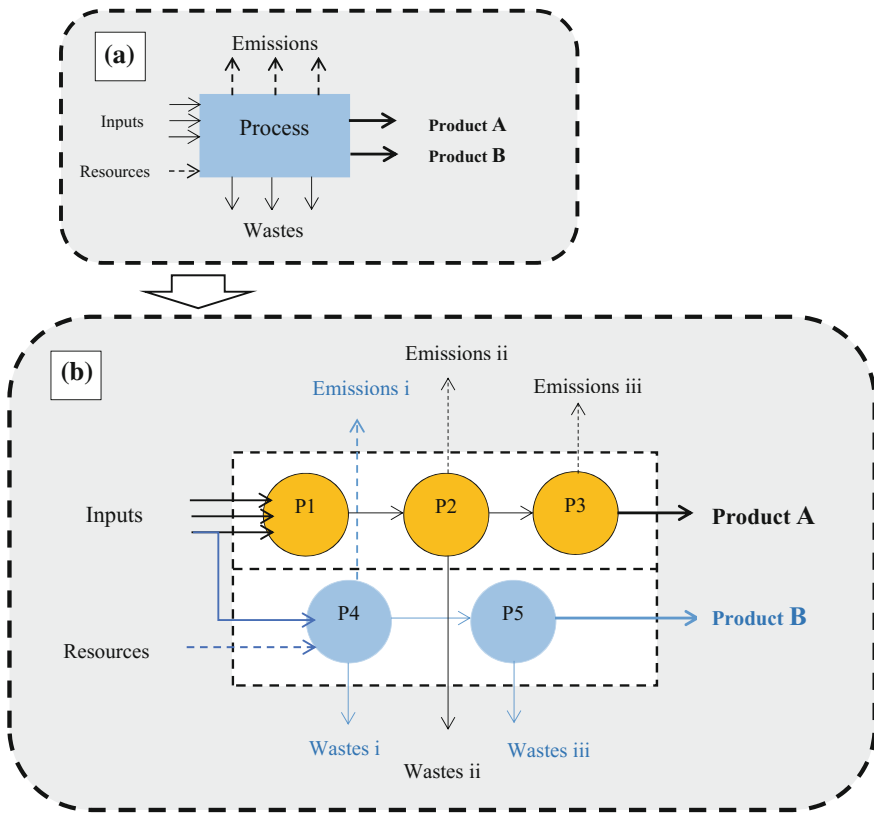 (a)
Emissions
Inputs
Process
Product A
Product B
Resources
Wastes
(b)
Emissions ii
Emissions i
Emissions iii
Inputs
P1
P2
P3
Product A
P4
P5
Product B
Resources
Wastes i
Wastes iii
Wastes ii